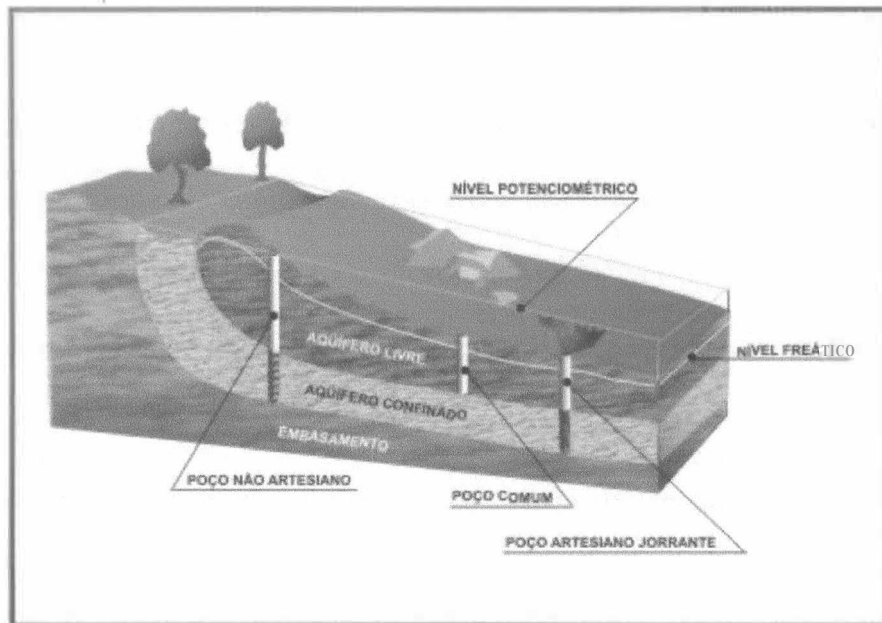 NÍVEL POTENCIOMÉTRICO
NÍVEL FREÁTICO
AQUÍFERO LIVRE
AQUÍFERO CONFINADO
EMBASAMENTO
POÇO NÃO ARTESIANO
POÇO COMUM
POÇO ARTESIANO JORRANTE